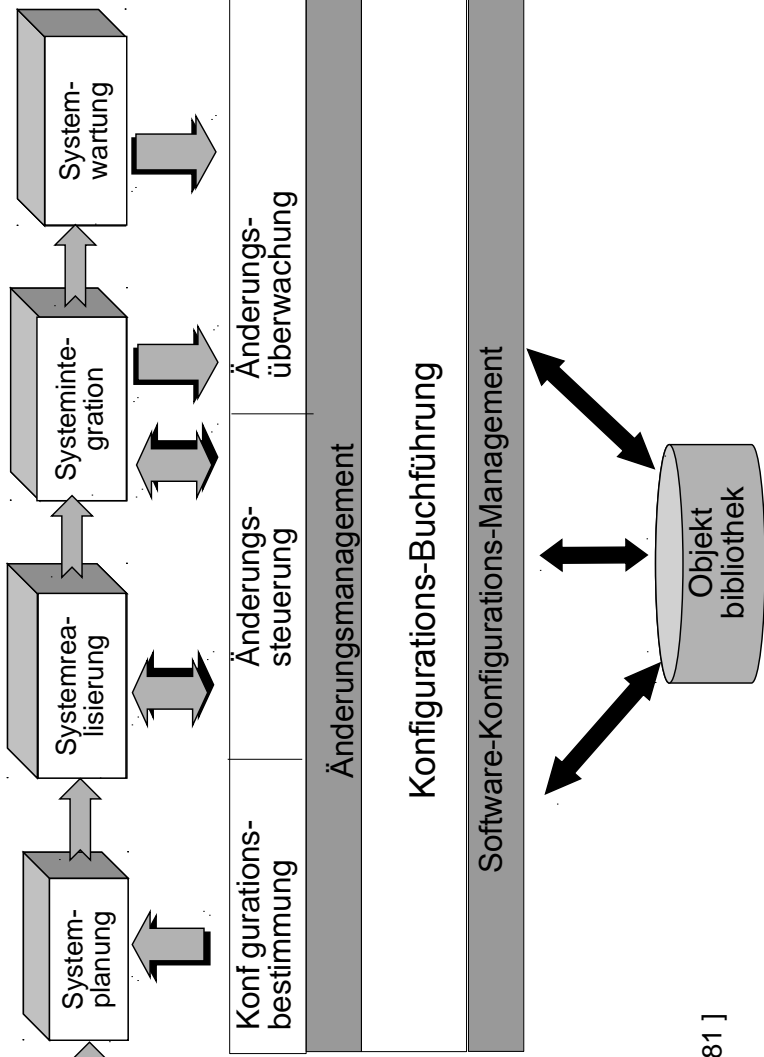 System-
planung
Systemrea-
lisierung
Systeminte-
gration
System-
wartung
Konf gurations-
bestimmung
Änderungs-
steuerung
Änderungs-
überwachung
Änderungsmanagement
Konfigurations-Buchführung
Software-Konfigurations-Management
Objekt
bibliothek
81 ]